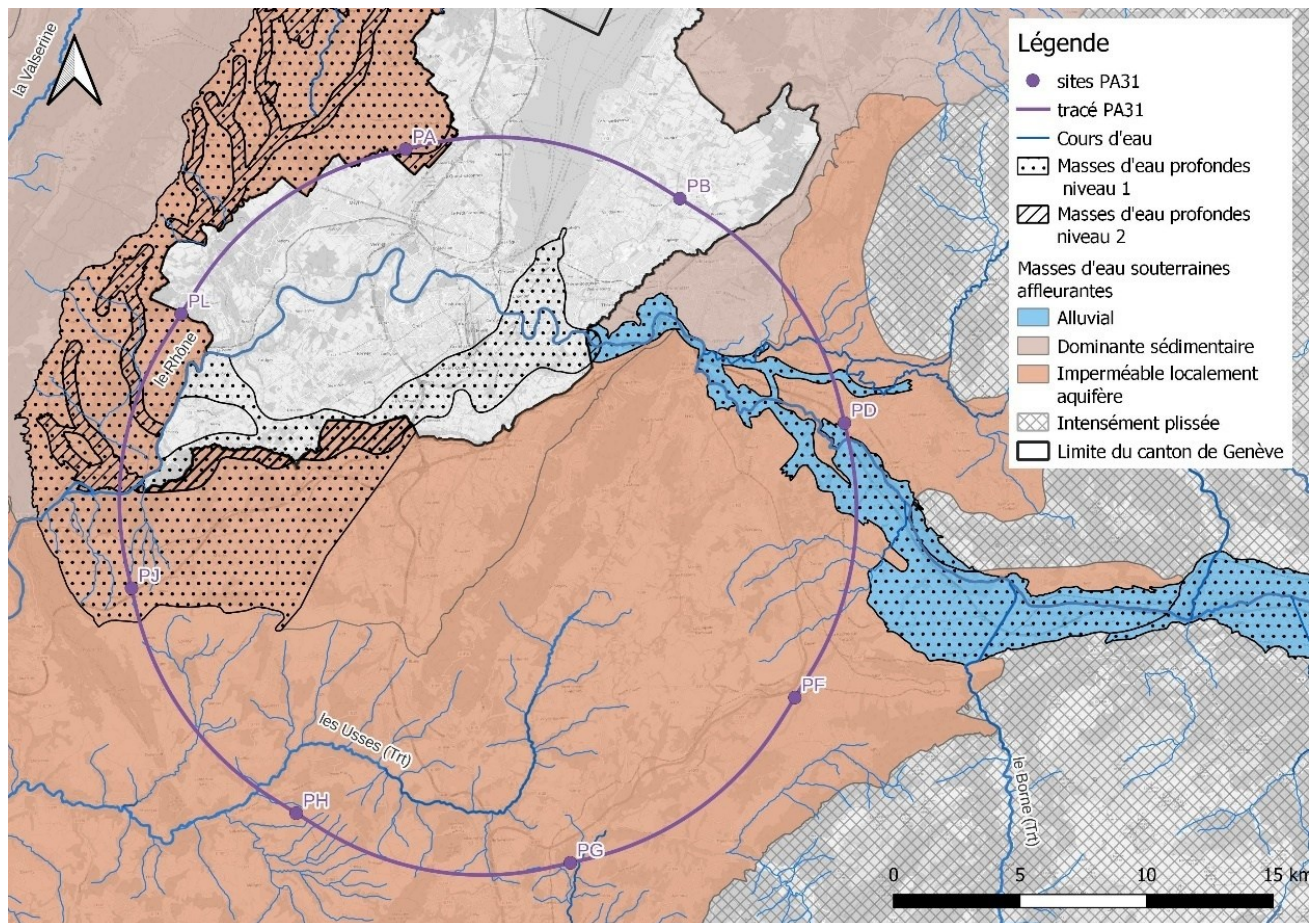 la Valserine
PA
PB
PL
le Rhône
PD
PJ
PF
les Usses (Trt)
PH
PG
le Borne (Trt)
Légende
sites PA31
tracé PA31
Cours d'eau
Masses d'eau profondes
niveau 1
Masses d'eau profondes
niveau 2
Masses d'eau souterraines
affleurantes
Alluvial
Dominante sédimentaire
Imperméable localement
aquifère
Intensément plissée
Limite du canton de Genève
0 5 10 15 km